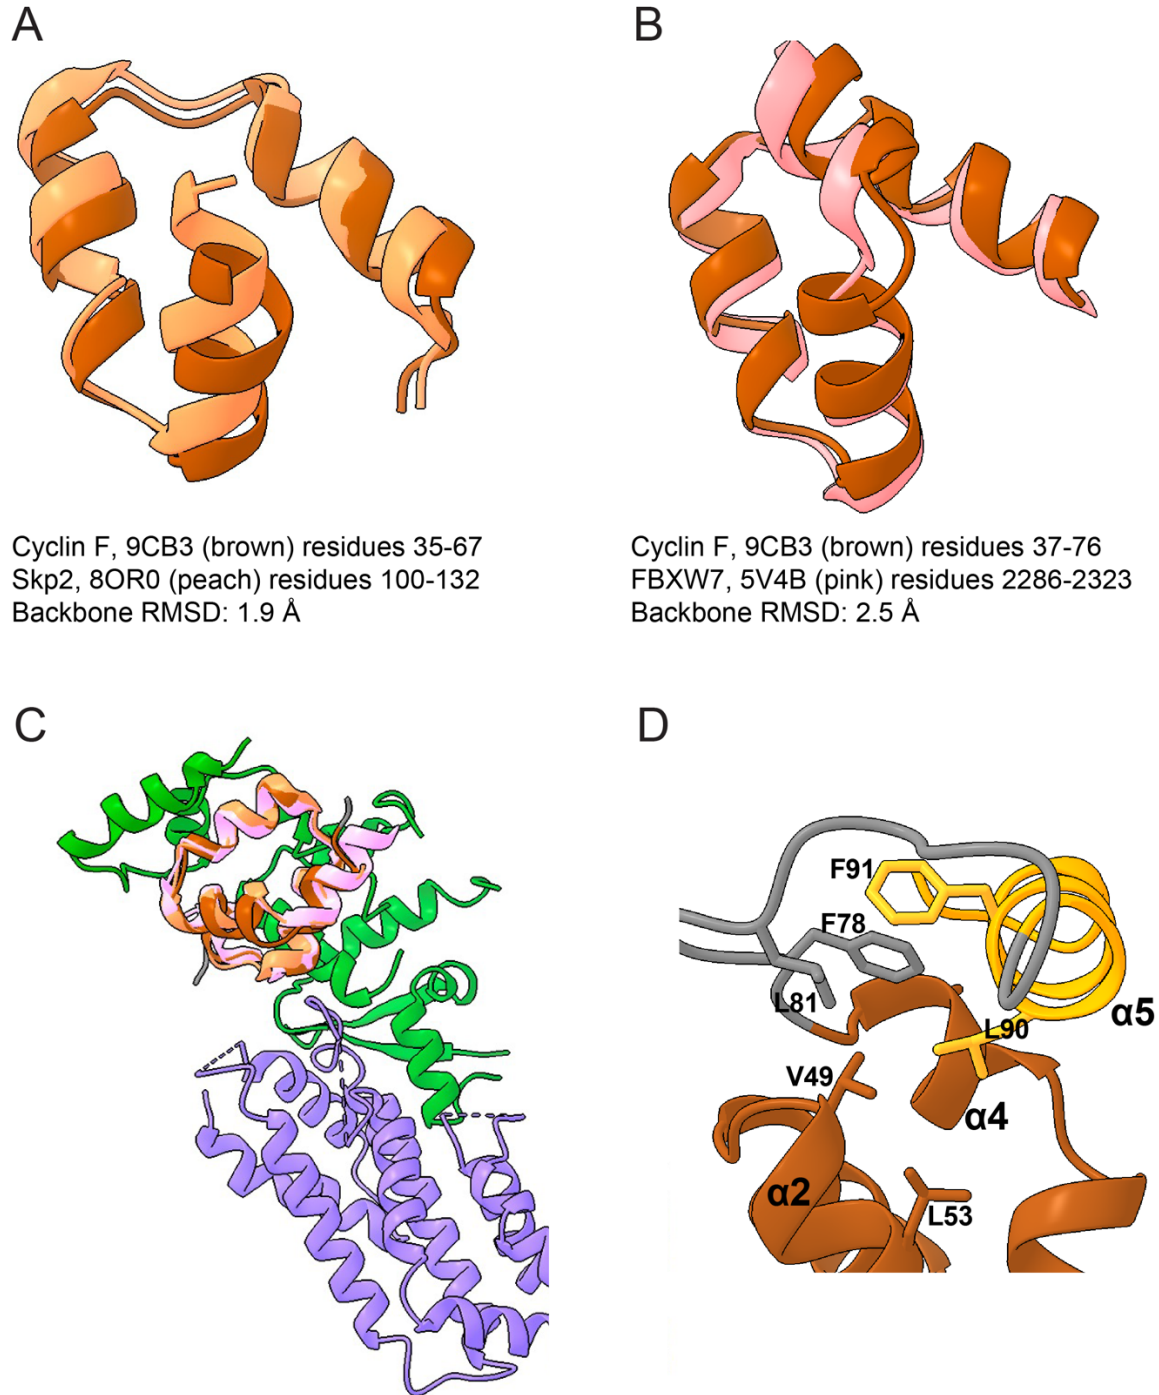 A
B
Cyclin F, 9CB3 (brown) residues 35-67
Skp2, 8OR0 (peach) residues 100-132
Backbone RMSD: 1.9 Å
Cyclin F, 9CB3 (brown) residues 37-76
FBXW7, 5V4B (pink) residues 2286-2323
Backbone RMSD: 2.5 Å
C
D
F91
F78
L81
L90
α5
V49
α4
α2
L53